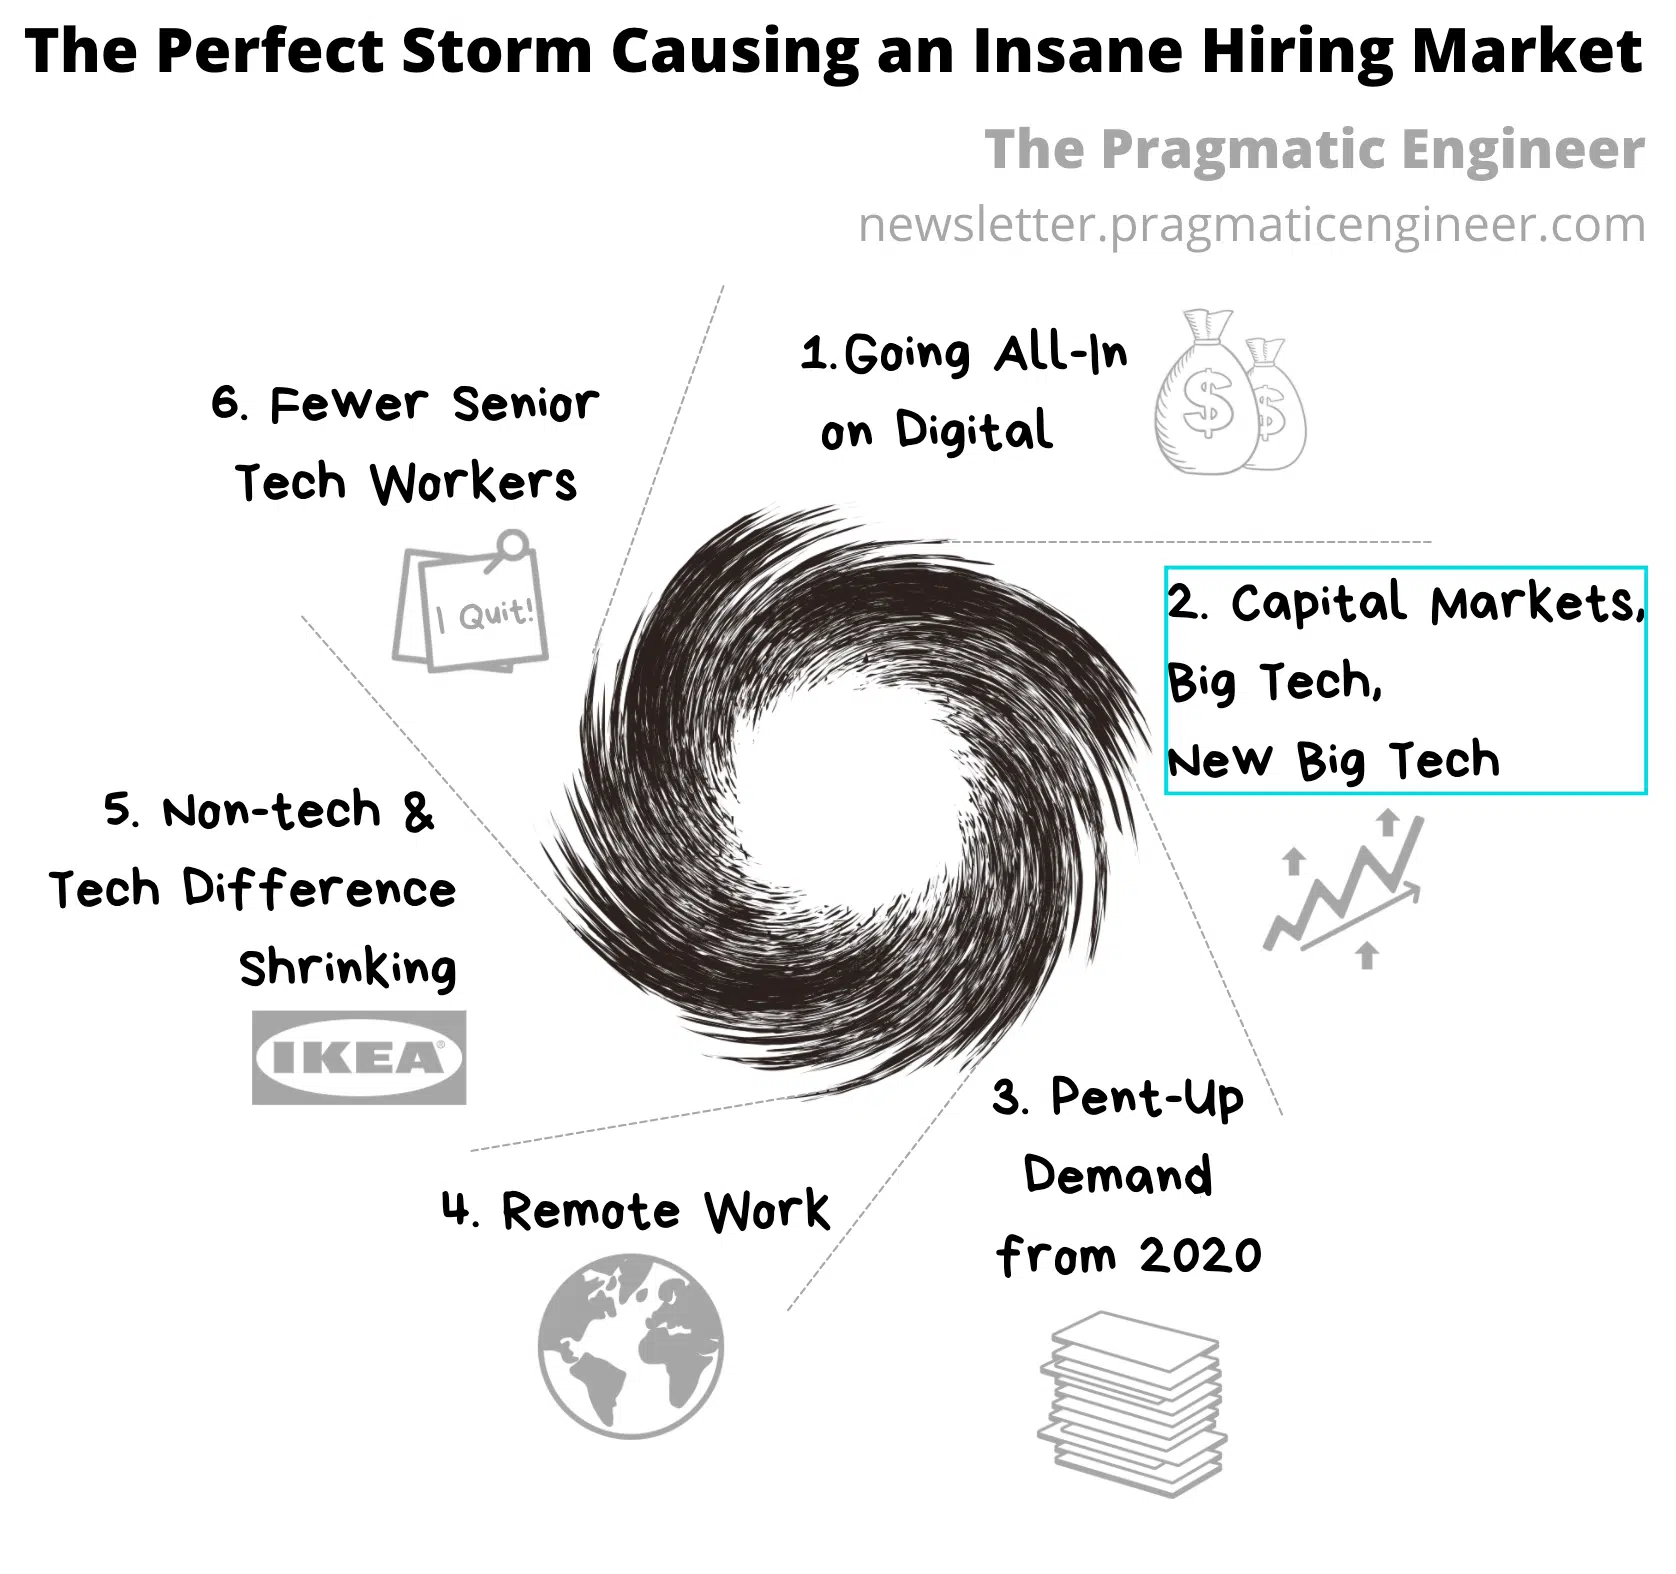 The Perfect Storm Causing an Insane Hiring Market
The Pragmatic Engineer
newsletter.pragmaticengineer.com
1.Going All-In
on Digital
$
$
2. Capital Markets,
Big Tech,
New Big Tech
3. Pent-Up
Demand
from 2020
4. Remote Work
5. Non-tech &
Tech Difference
Shrinking
IKEA®
6. Fewer Senior
Tech Workers
I Quit!